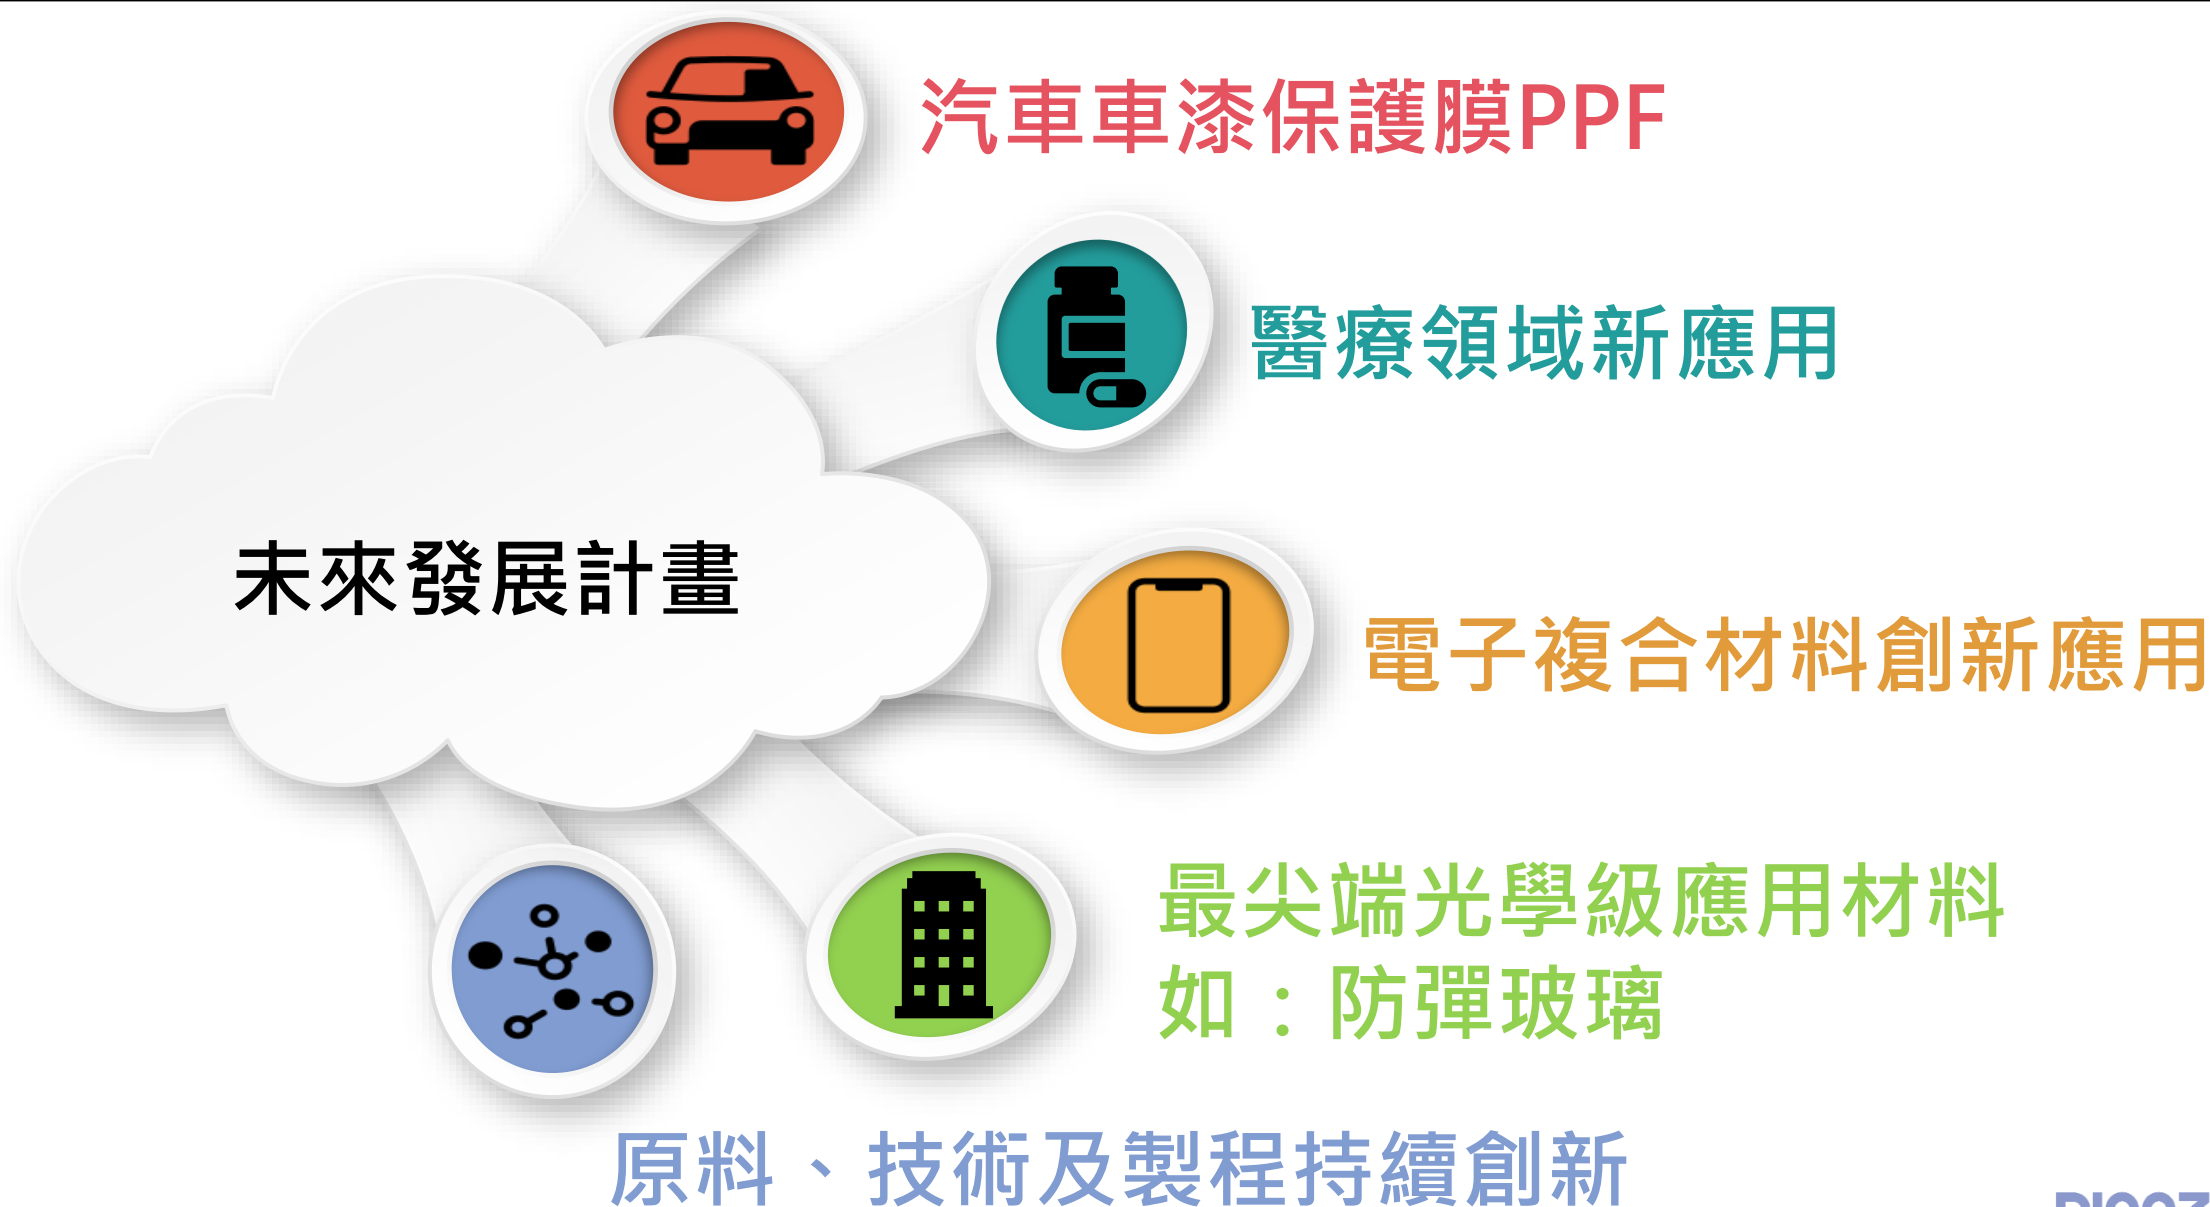 汽車車漆保護膜PPF
醫療領域新應用
未來發展計畫
電子複合材料創新應用
最尖端光學級應用材料
如：防彈玻璃
原料、技術及製程持續創新